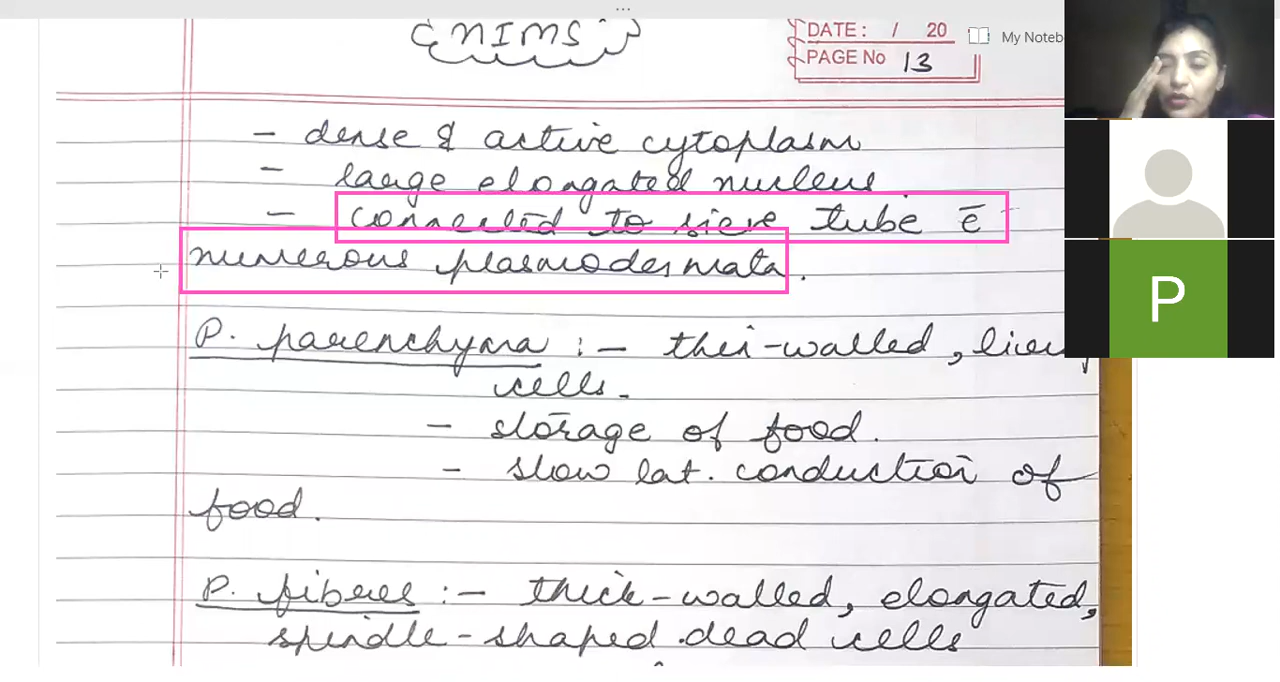 NIMS
DATE: / 20
PAGE No 13
My Noteb
- dense & active cytoplasm
- large elongated nucleus.
- connected to sieve tube ē
numerous plasmodesmata.
P. parenchyma :- thin-walled, living
cells.
- storage of food.
- slow lat. conduction of
food.
P. fibres :- thick-walled, elongated,
spindle-shaped dead cells
P